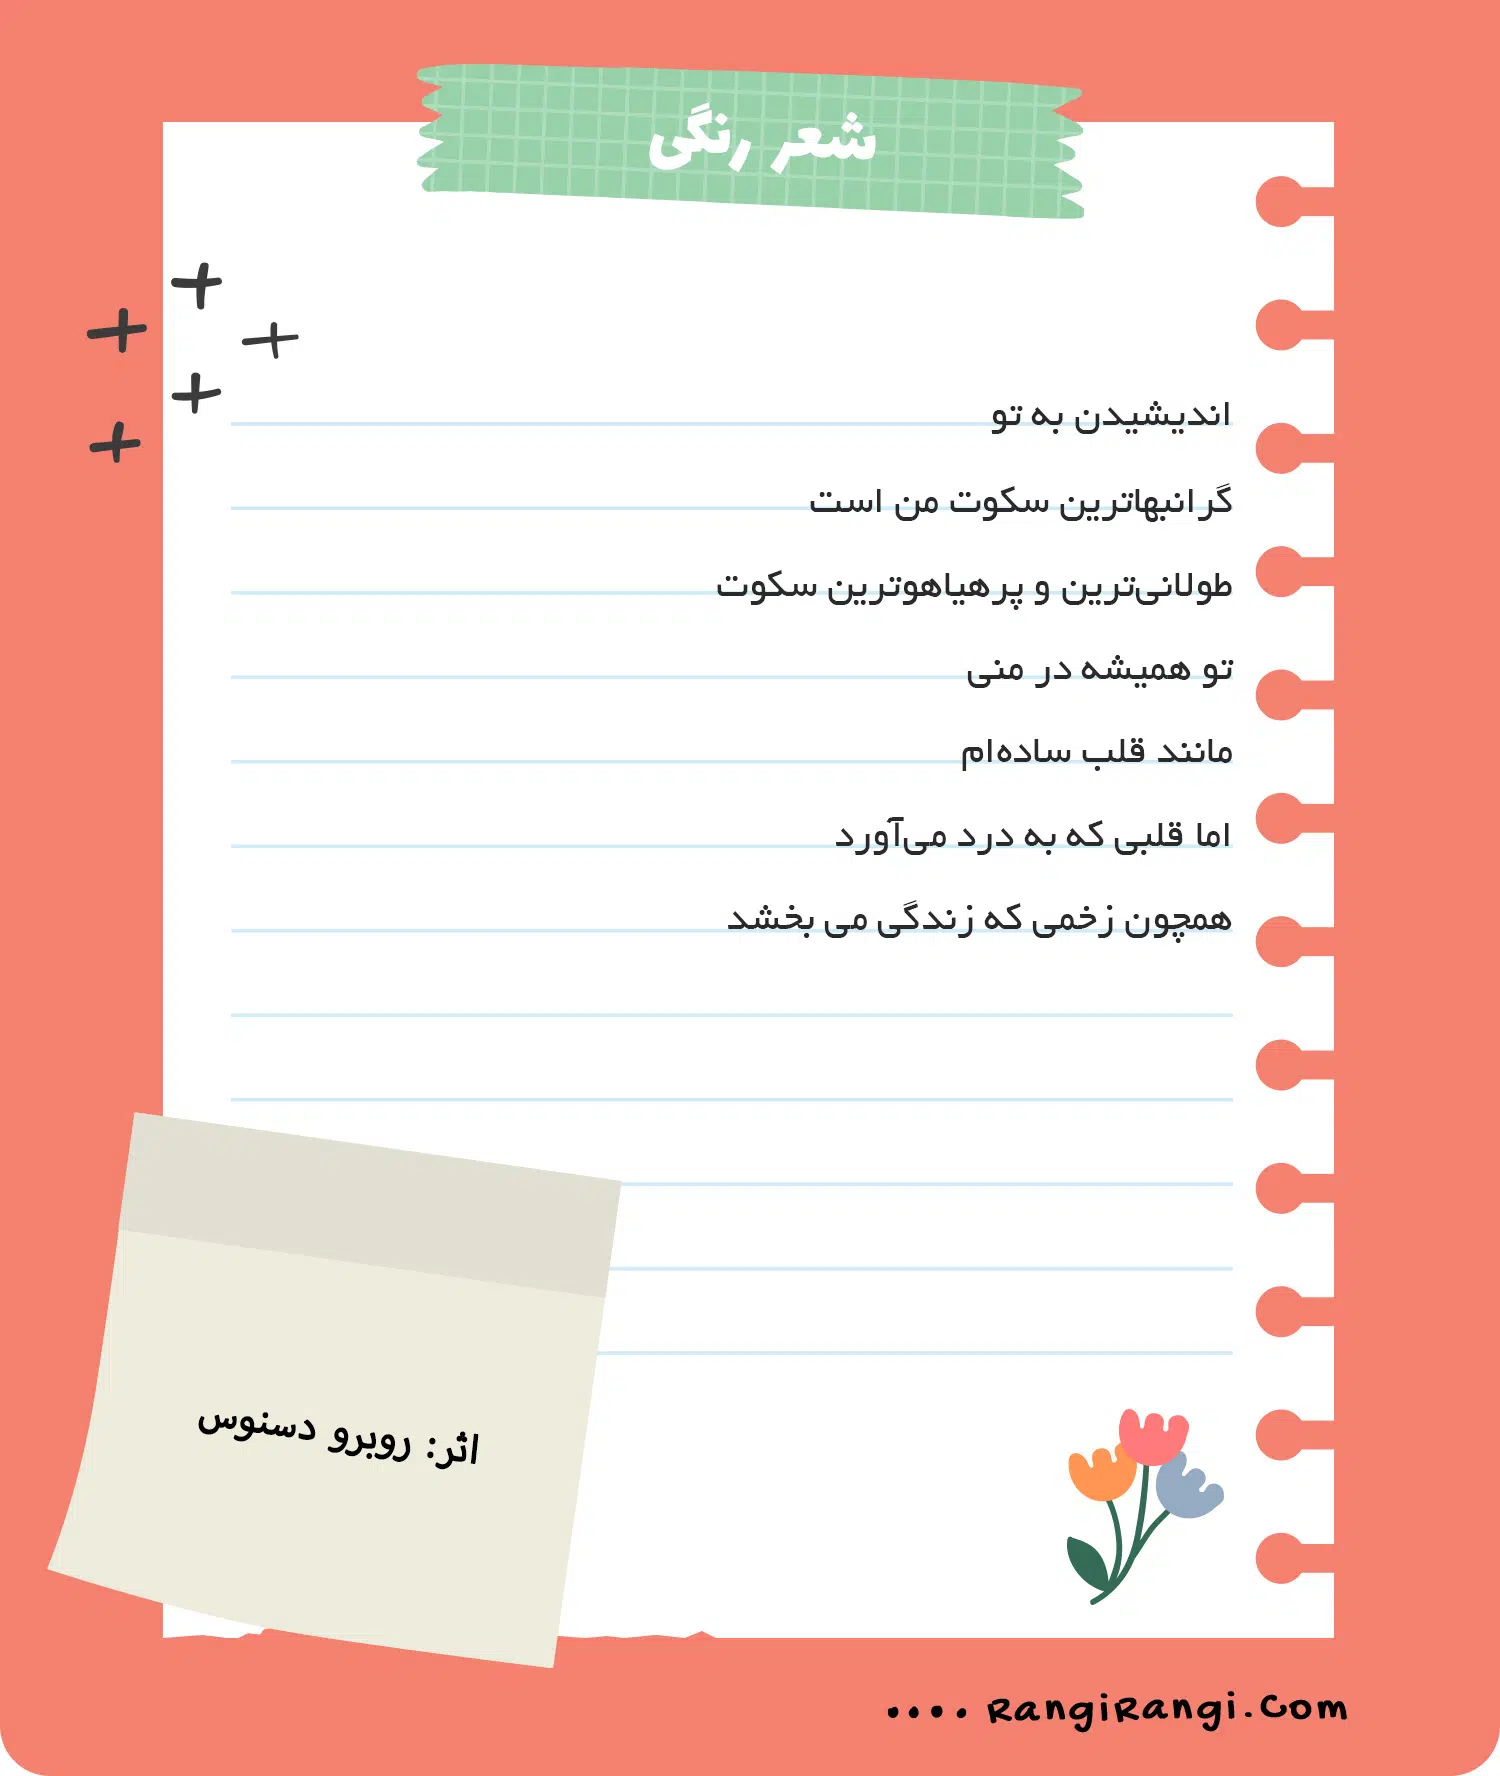 شعر رنگی
اندیشیدن به تو
گرانبهاترین سکوت من است
طولانی‌ترین و پرهیاهوترین سکوت
تو همیشه در منی
مانند قلب ساده‌ام
اما قلبی که به درد می‌آورد
همچون زخمی که زندگی می بخشد
اثر: روبرو دسنوس
.... RangiRangi.Com